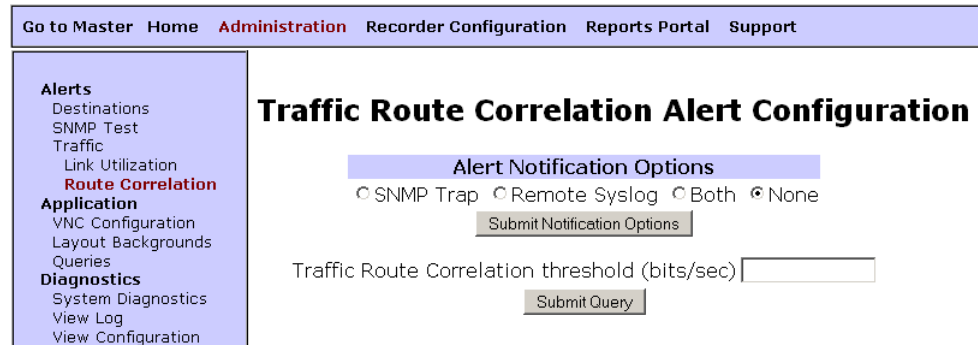 Go to Master Home Administration Recorder Configuration Reports Portal Support
Alerts
Destinations
SNMP Test
Traffic
Link Utilization
Route Correlation
Application
VNC Configuration
Layout Backgrounds
Queries
Diagnostics
System Diagnostics
View Log
View Configuration
Traffic Route Correlation Alert Configuration
Alert Notification Options
SNMP Trap Remote Syslog Both None
Submit Notification Options
Traffic Route Correlation threshold (bits/sec)
Submit Query